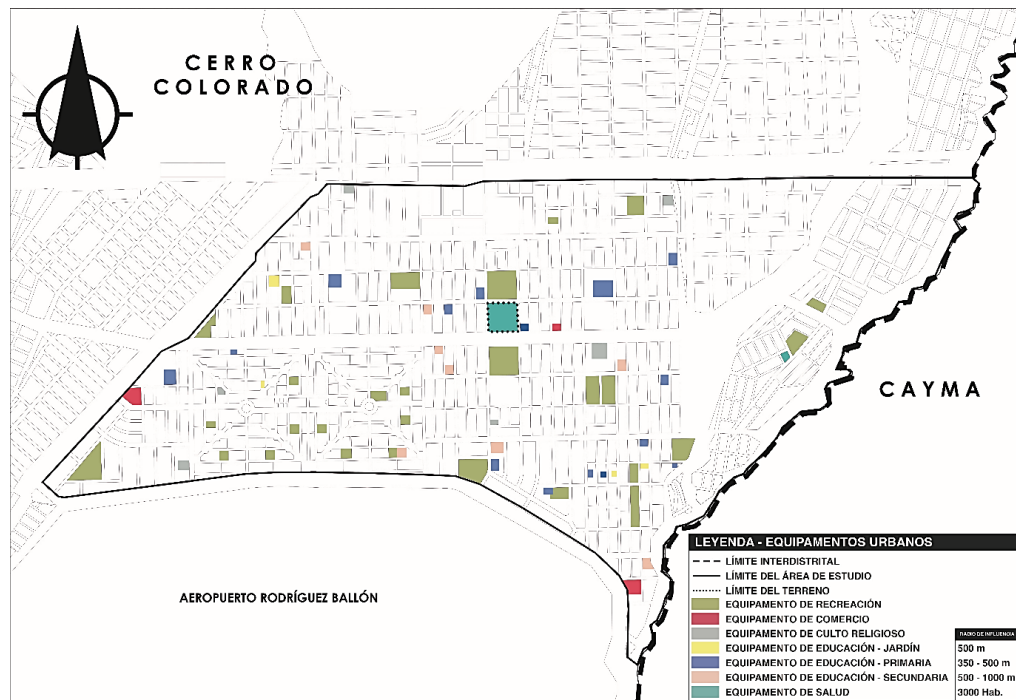 CERRO
COLORADO
CAYMA
AEROPUERTO RODRÍGUEZ BALLÓN
LEYENDA - EQUIPAMENTOS URBANOS
LÍMITE INTERDISTRITAL
LÍMITE DEL ÁREA DE ESTUDIO
LÍMITE DEL TERRENO
EQUIPAMENTO DE RECREACIÓN
EQUIPAMENTO DE COMERCIO
EQUIPAMENTO DE CULTO RELIGIOSO
RADIO DE INFLUENCIA
EQUIPAMENTO DE EDUCACIÓN - JARDÍN 500 m
EQUIPAMENTO DE EDUCACIÓN - PRIMARIA 350 - 500 m
EQUIPAMENTO DE EDUCACIÓN - SECUNDARIA 500 - 1000 m
EQUIPAMENTO DE SALUD 3000 Hab.